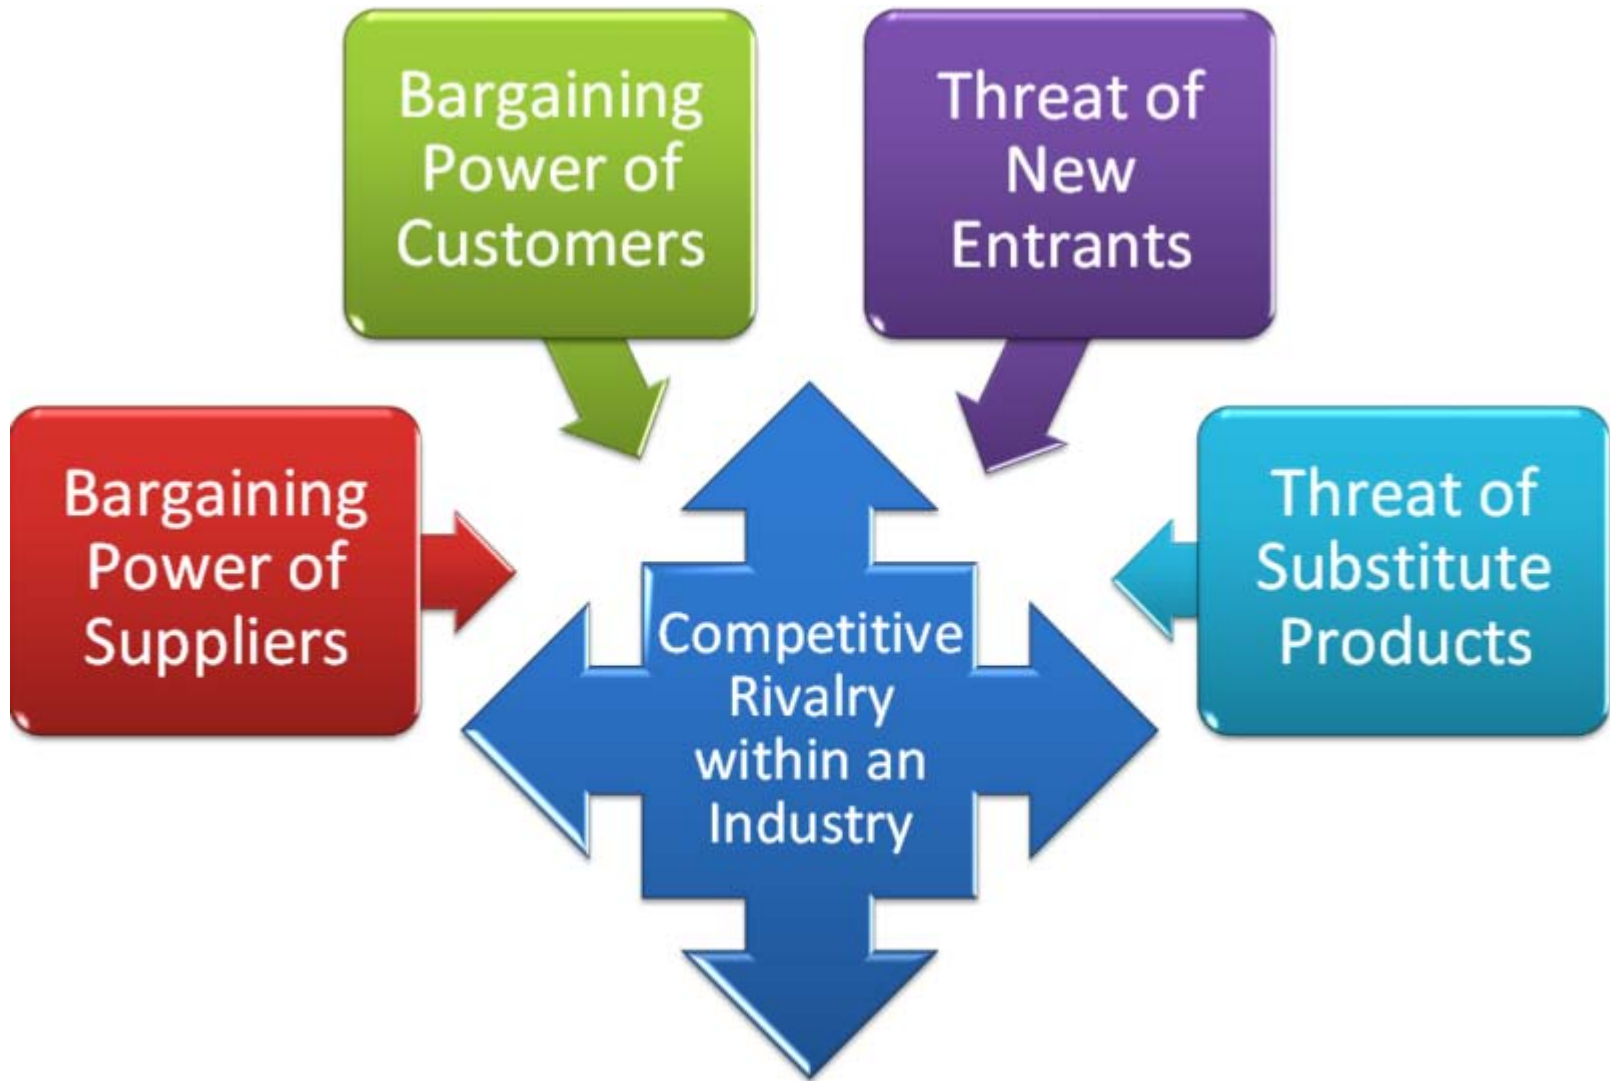 Bargaining
Power of
Customers
Threat of
New
Entrants
Bargaining
Power of
Suppliers
Threat of
Substitute
Products
Competitive
Rivalry
within an
Industry